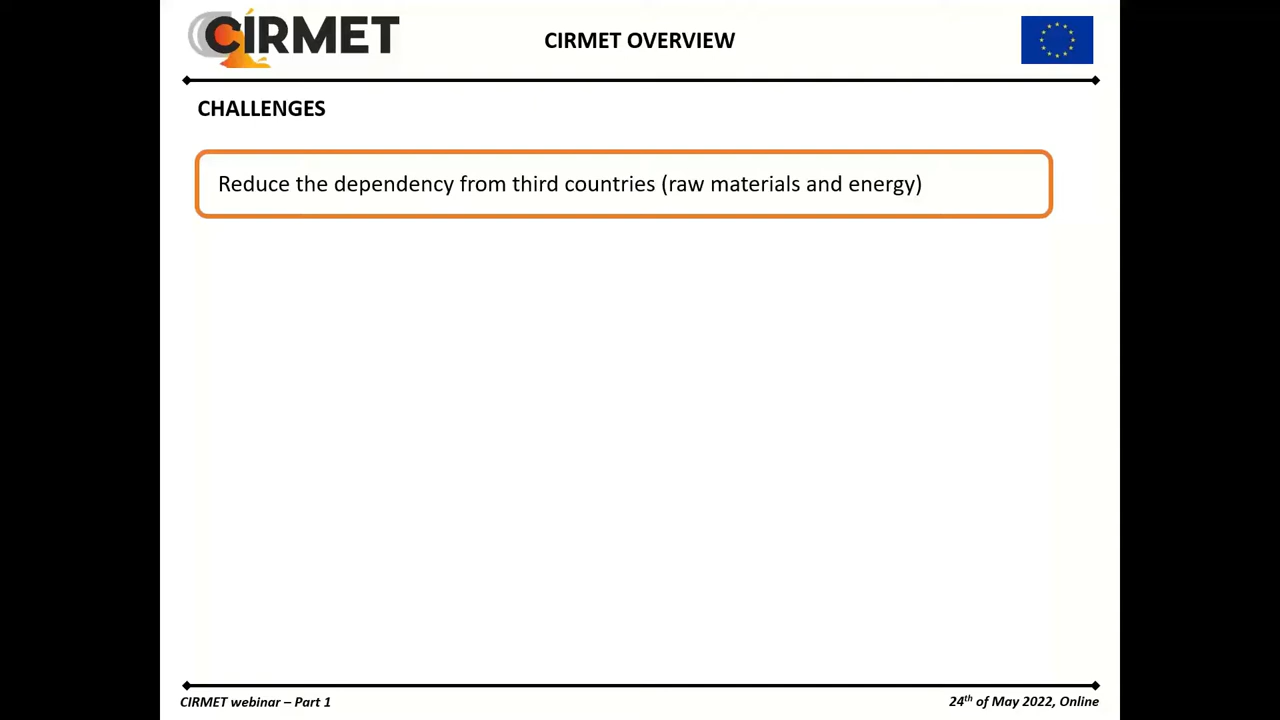 CIRMET
CIRMET OVERVIEW
CHALLENGES
Reduce the dependency from third countries (raw materials and energy)
CIRMET webinar – Part 1
24th of May 2022, Online